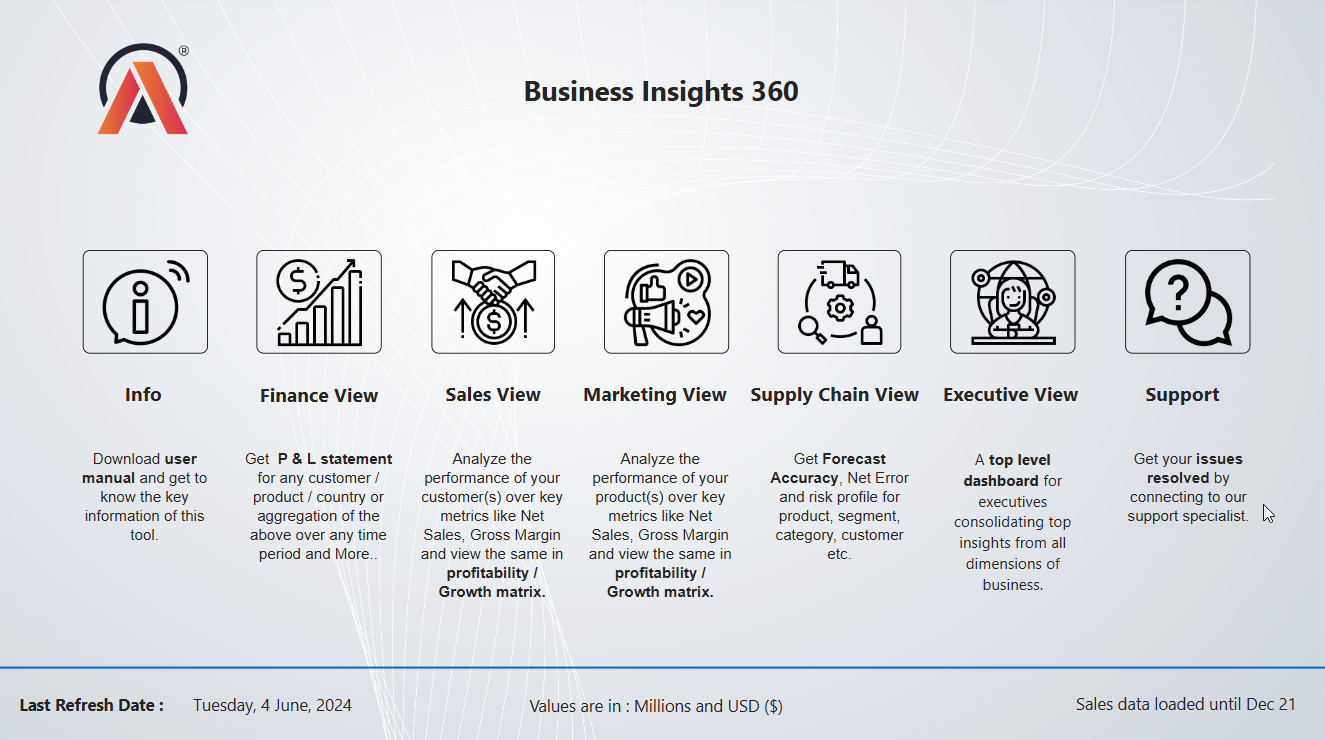 ®
Business Insights 360
Info
Finance View
Sales View
Marketing View
Supply Chain View
Executive View
Support
Download user
manual and get to
know the key
information of this
tool.
Get P & L statement
for any customer /
product / country or
aggregation of the
above over any time
period and More..
Analyze the
performance of your
customer(s) over key
metrics like Net
Sales, Gross Margin
and view the same in
profitability /
Growth matrix.
Analyze the
performance of your
product(s) over key
metrics like Net
Sales, Gross Margin
and view the same in
profitability /
Growth matrix.
Get Forecast
Accuracy, Net Error
and risk profile for
product, segment,
category, customer
etc.
A top level
dashboard for
executives
consolidating top
insights from all
dimensions of
business.
Get your issues
resolved by
connecting to our
support specialist.
Last Refresh Date : Tuesday, 4 June, 2024
Values are in : Millions and USD ($)
Sales data loaded until Dec 21